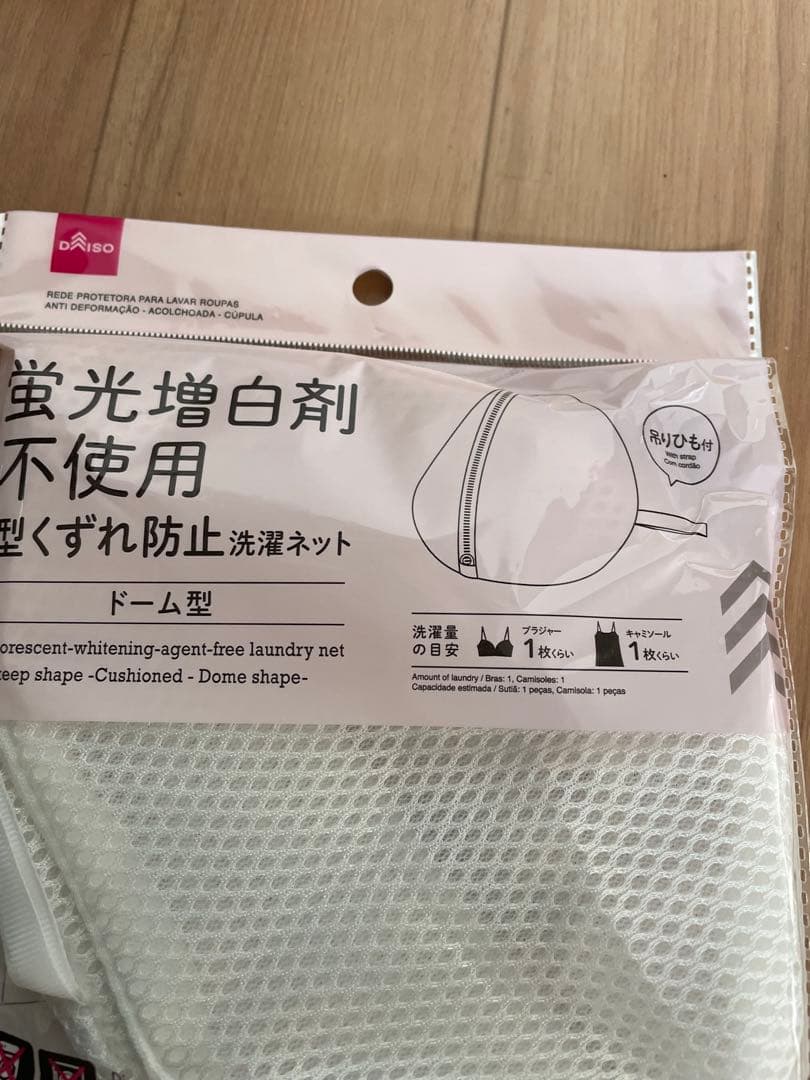 DAISO
REDE PROTETORA PARA LAVAR ROUPAS
ANTI DEFORMAÇÃO - ACOLCHOADA - CÚPULA
蛍光増白剤
不使用
型くずれ防止洗濯ネット
ドーム型
orescent-whitening-agent-free laundry net
eep shape -Cushioned - Dome shape-
吊りひも付
With strap
Com cordão
洗濯量
の目安
ブラジャー
1枚くらい
キャミソール
1枚くらい
Amount of laundry / Bras: 1, Camisoles: 1
Capacidade estimada / Sutiã: 1 peças, Camisola: 1 peças